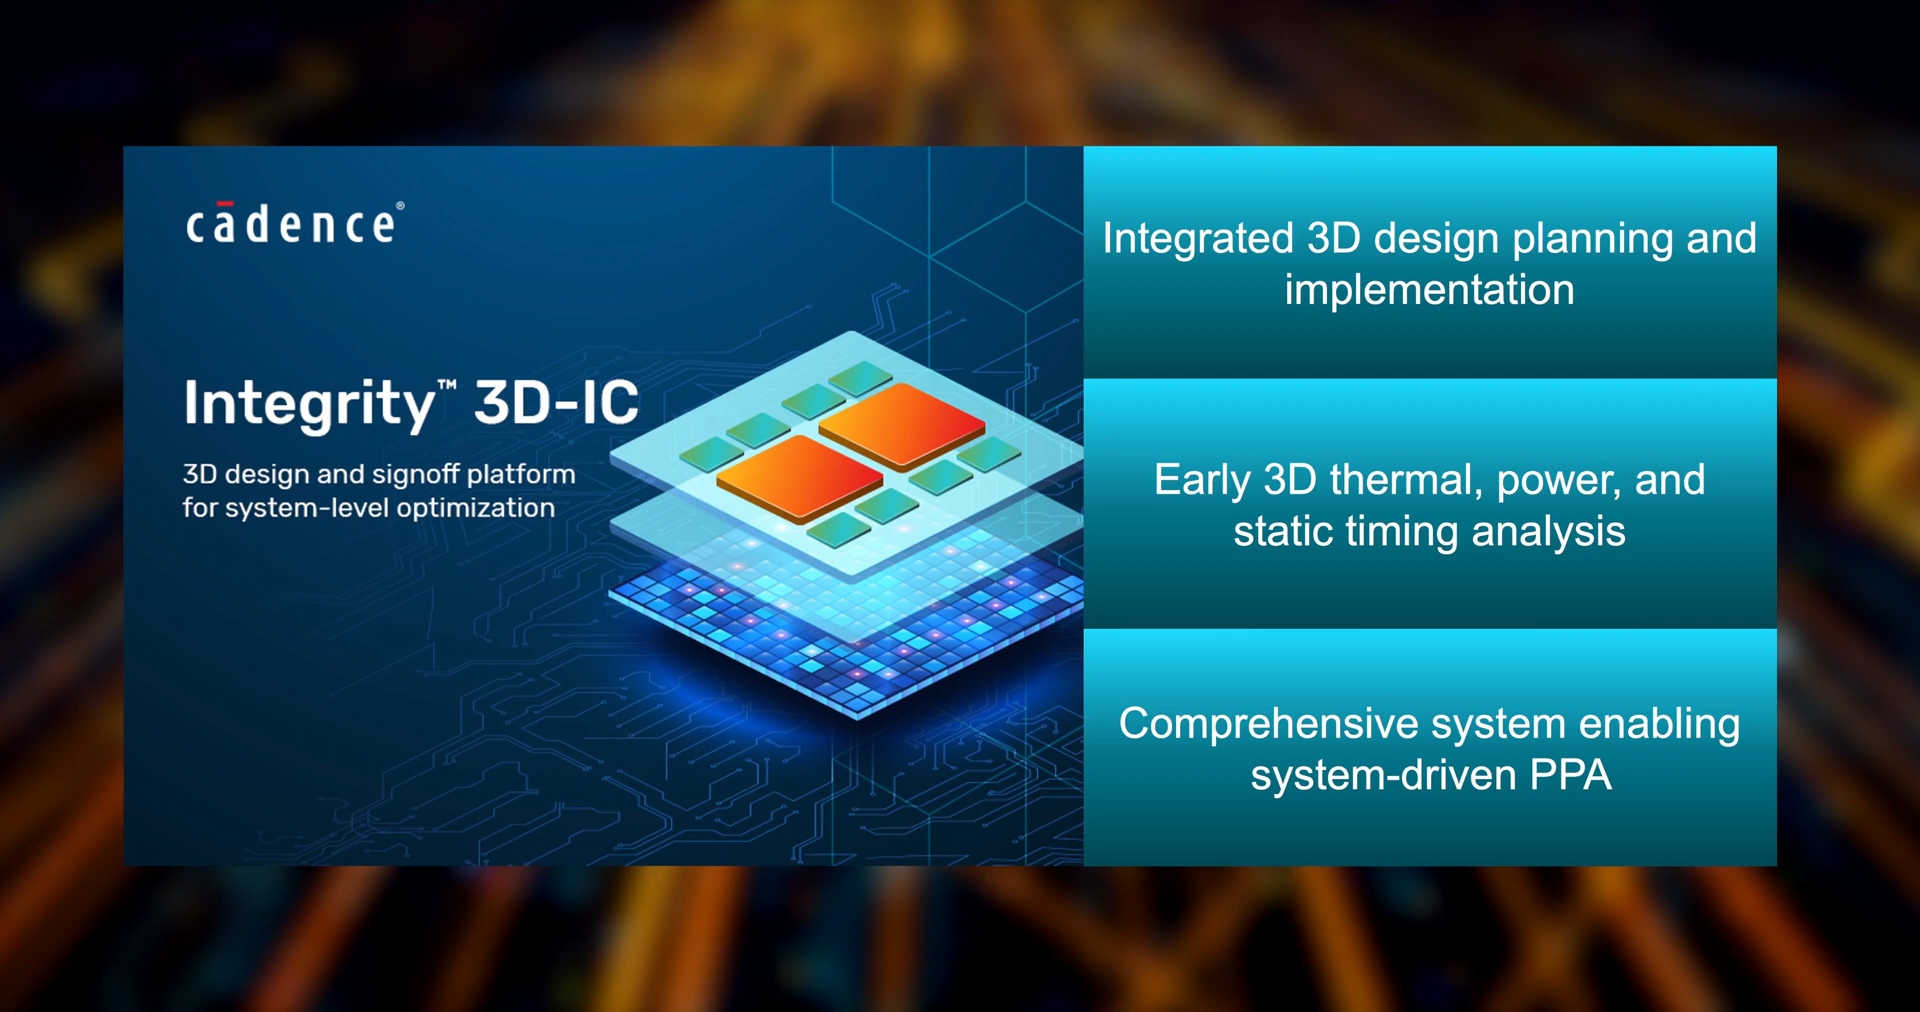 cādence®
Integrity™ 3D-IC
3D design and signoff platform
for system-level optimization
Integrated 3D design planning and
implementation
Early 3D thermal, power, and
static timing analysis
Comprehensive system enabling
system-driven PPA